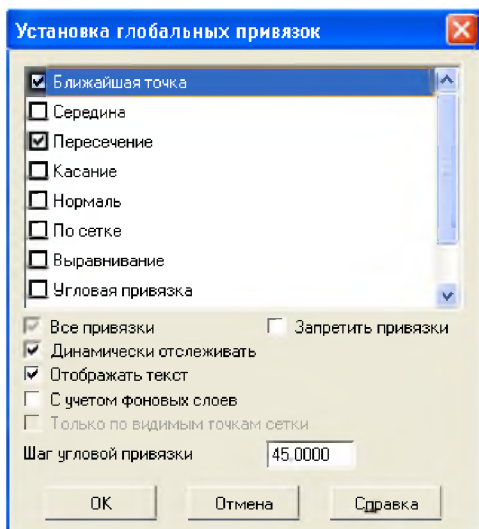 Установка глобальных привязок
Ближайшая точка
Середина
Пересечение
Касание
Нормаль
По сетке
Выравнивание
Угловая привязка
Все привязки Запретить привязки
Динамически отслеживать
Отображать текст
С учетом фоновых слоев
Только по видимым точкам сетки
Шаг угловой привязки 45.0000
ОК Отмена Справка